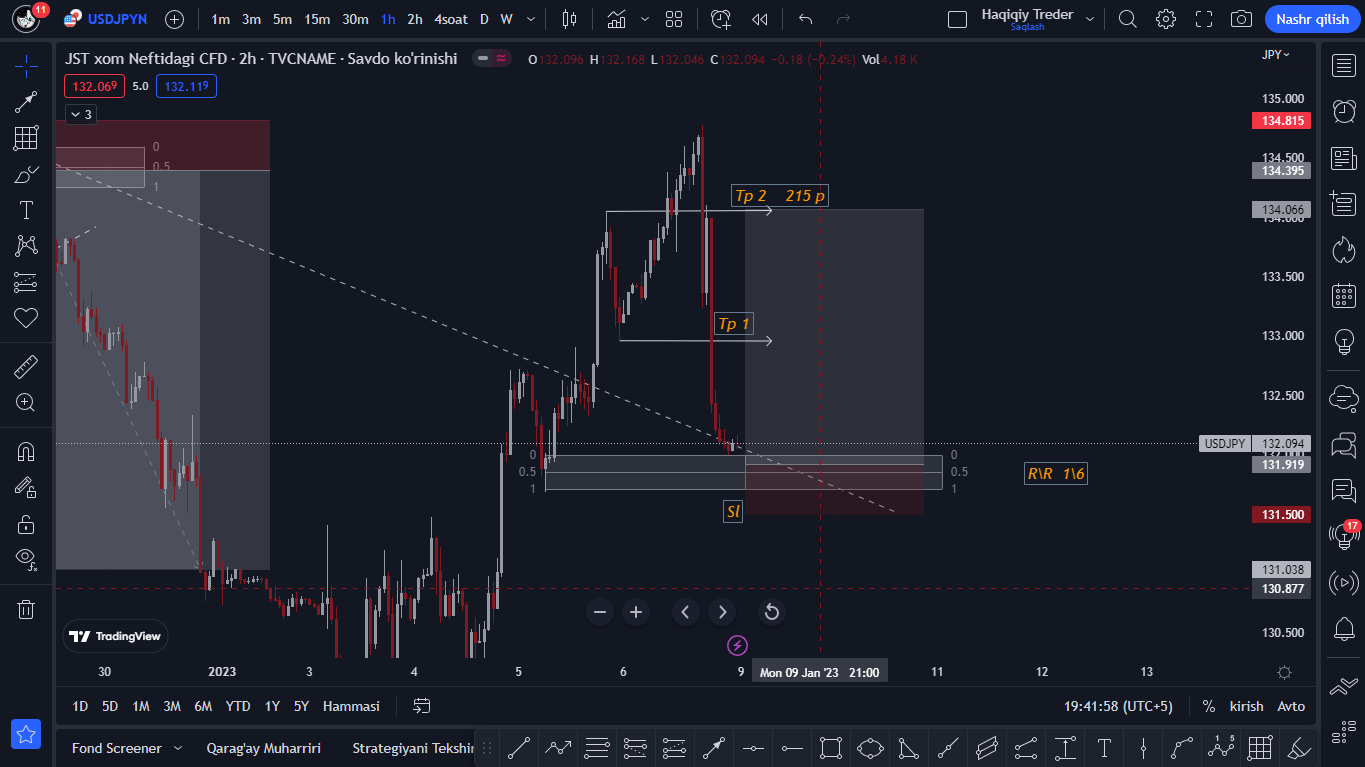 11
USDJPYN
1m 3m 5m 15m 30m 1h 2h 4soat D W
Haqiqiy Treder
Saqlash
Nashr qilish
JST xom Neftidagi CFD · 2h · TVCNAME · Savdo ko'rinishi
O132.096 H132.168 L132.046 C132.094 −0.18 (−0.24%) Vol4.18 K
JPY
132.069 5.0 132.119
3
135.000
134.815
134.500
134.395
134.066
134.000
133.500
133.000
132.500
USDJPY 132.094
132.000
131.919
131.500
131.038
130.877
130.500
0
0.5
1
Tp 2 215 p
Tp 1
0
0.5
1
0
0.5
1
R\R 1\6
Sl
17
TradingView
30 2023 3 4 5 6 9 Mon 09 Jan '23 21:00 11 12 13
1D 5D 1M 3M 6M YTD 1Y 5Y Hammasi
19:41:58 (UTC+5) % kirish Avto
Fond Screener Qarag'ay Muharriri Strategiyani Tekshir